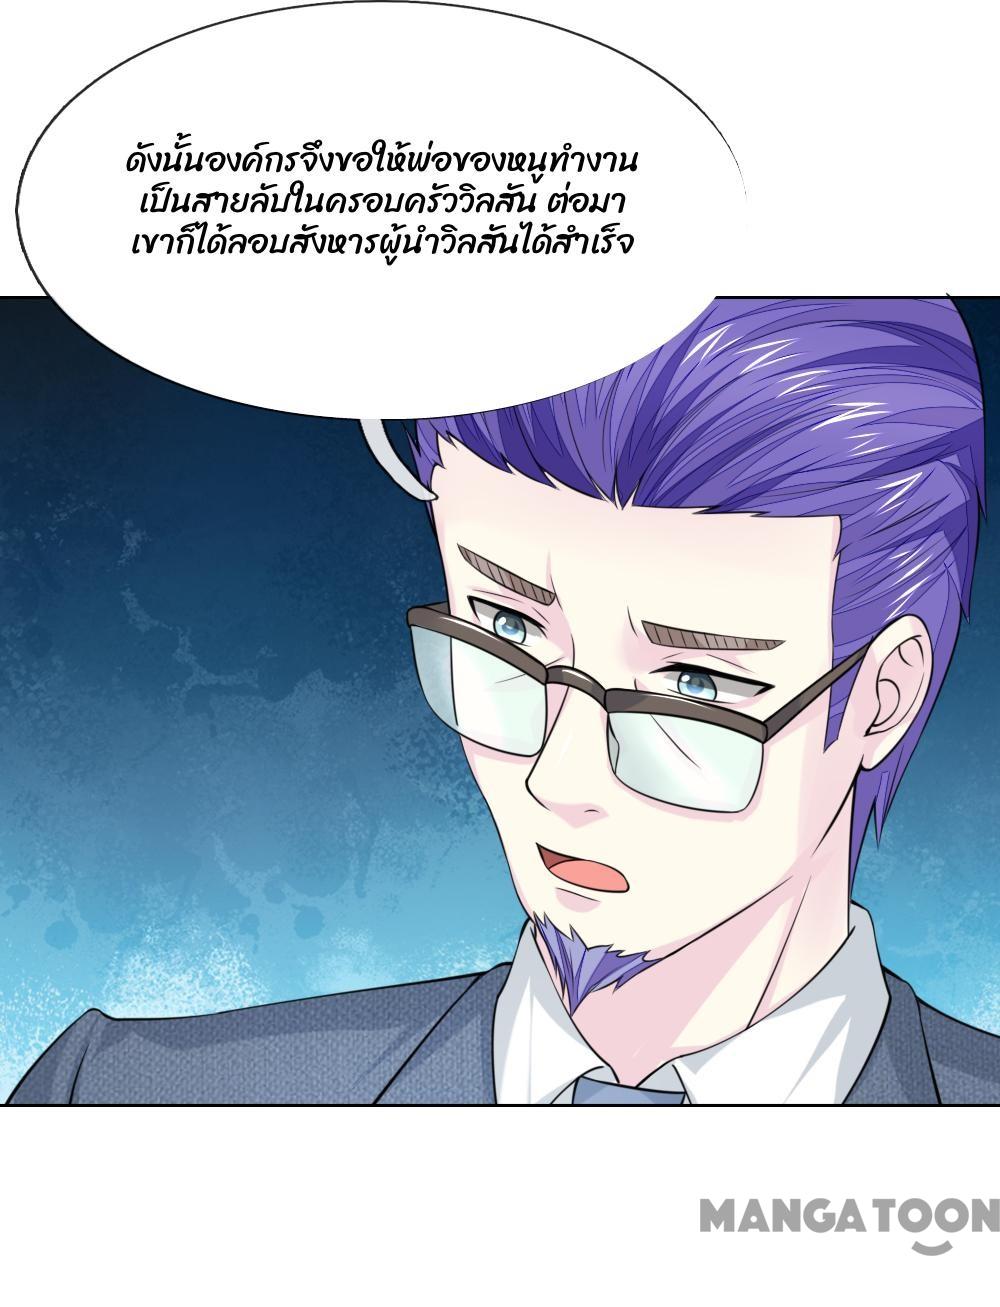 ดังนั้นองค์กรจึงขอให้พ่อของหนูทำงาน
เป็นสายลับในครอบครัววิลสัน ต่อมา
เขาก็ได้ลอบสังหารผู้นำวิลสันได้สำเร็จ
MANGATOON